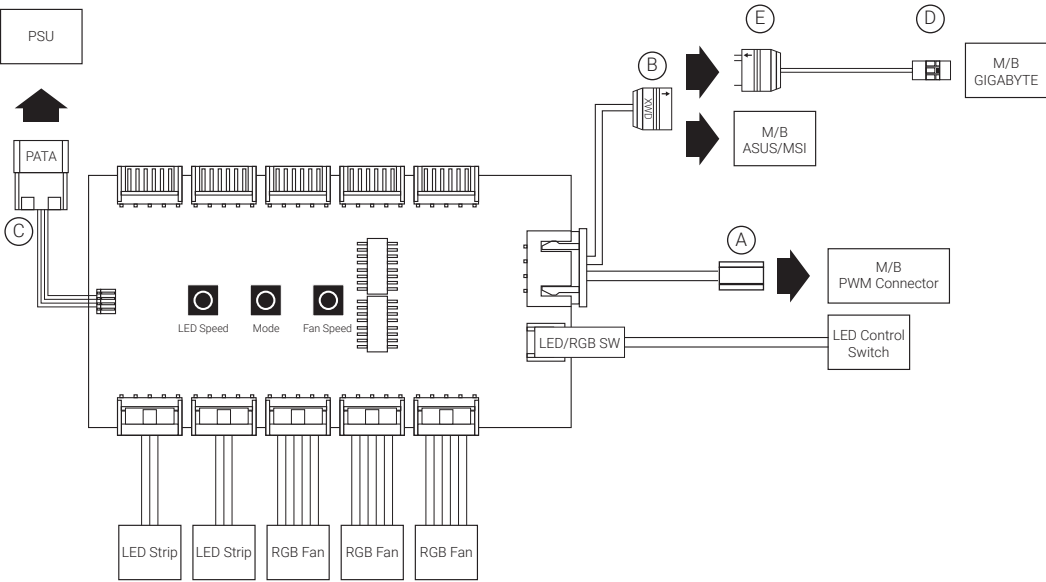 PSU
E
D
B
M/B
GIGABYTE
XWD
M/B
ASUS/MSI
PATA
C
A
M/B
PWM Connector
LED Speed
Mode
Fan Speed
LED/RGB SW
LED Control
Switch
LED Strip
LED Strip
RGB Fan
RGB Fan
RGB Fan